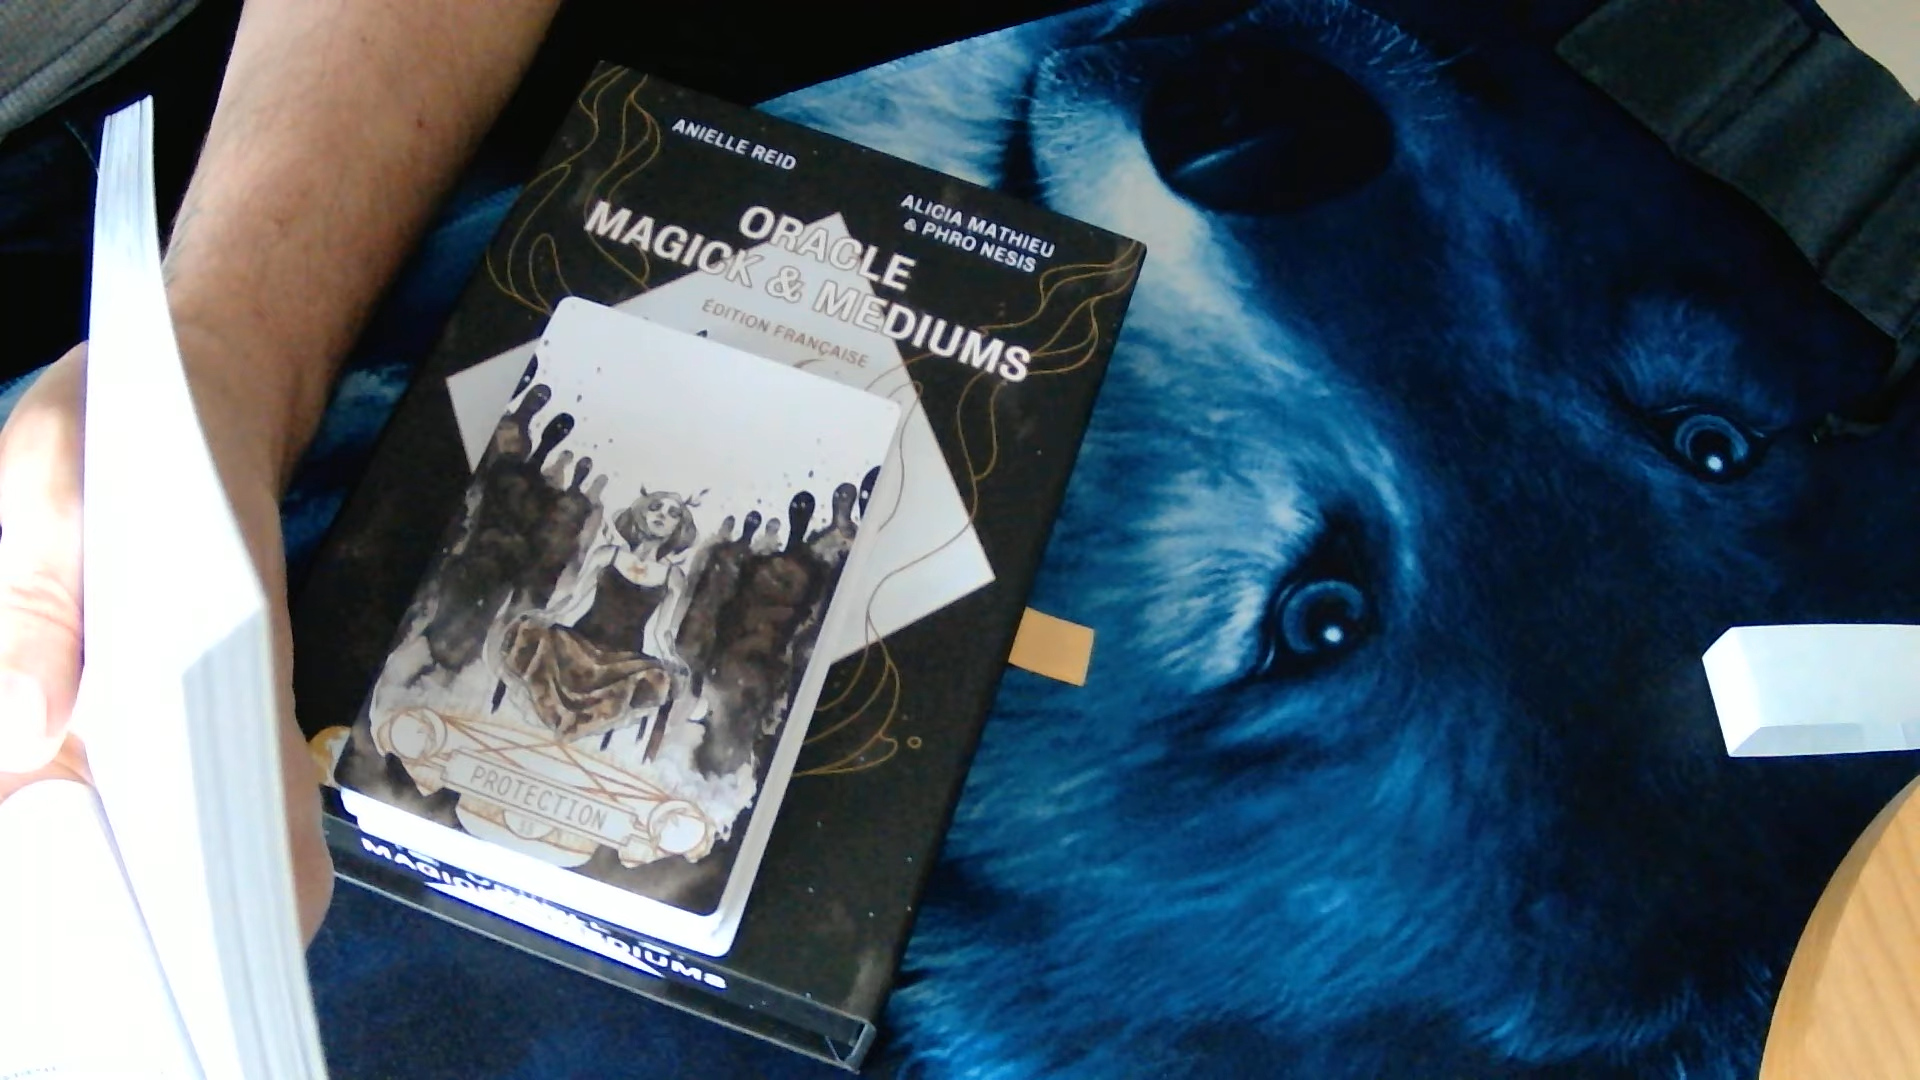 ANIELLE REID
ALICIA MATHIEU
& PHRO NESIS
ORACLE
MAGICK & MEDIUMS
ÉDITION FRANÇAISE
PROTECTION